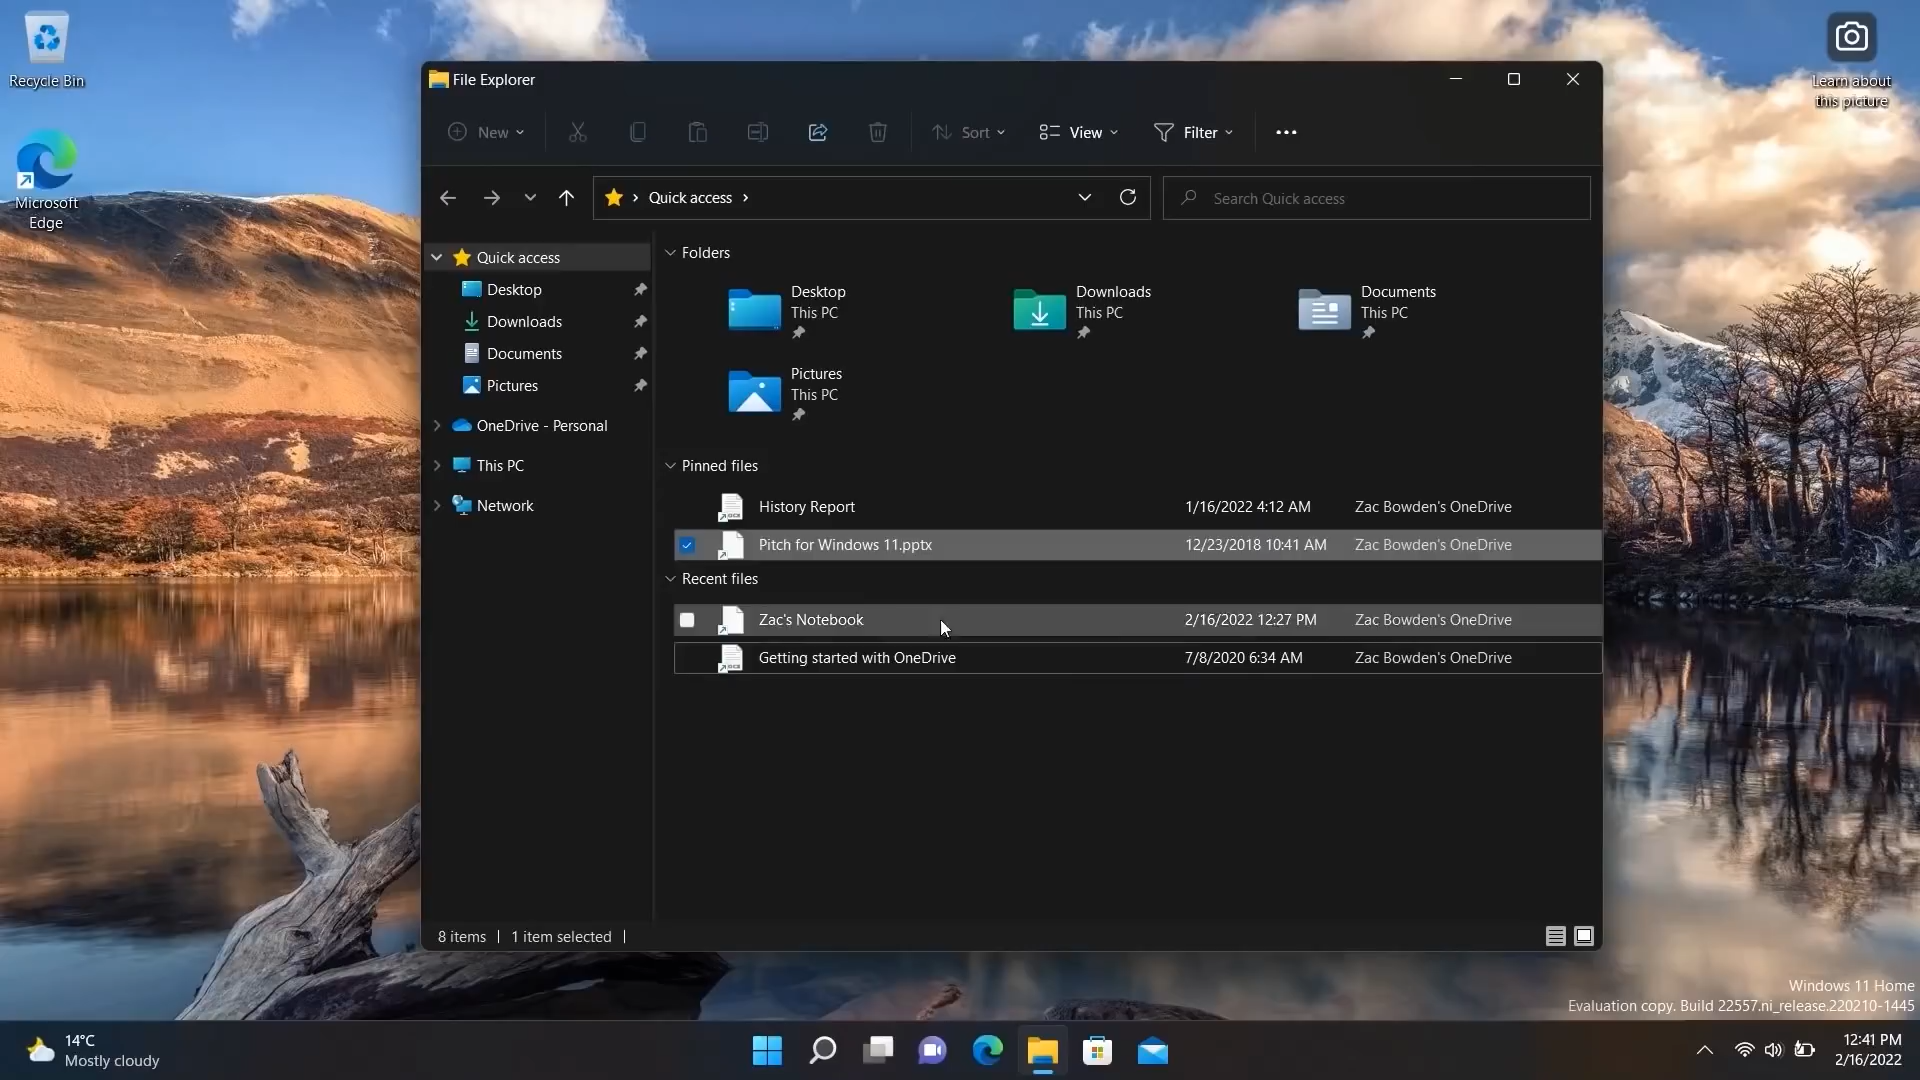 Recycle Bin
Microsoft
Edge
Learn about
this picture
File Explorer
New
Sort
View
Filter
Quick access
Search Quick access
Quick access
Desktop
Downloads
Documents
Pictures
OneDrive - Personal
This PC
Network
Folders
Desktop
This PC
Downloads
This PC
Documents
This PC
Pictures
This PC
Pinned files
History Report 1/16/2022 4:12 AM Zac Bowden's OneDrive
Pitch for Windows 11.pptx 12/23/2018 10:41 AM Zac Bowden's OneDrive
Recent files
Zac's Notebook 2/16/2022 12:27 PM Zac Bowden's OneDrive
Getting started with OneDrive 7/8/2020 6:34 AM Zac Bowden's OneDrive
8 items | 1 item selected |
Windows 11 Home
Evaluation copy. Build 22557.ni_release.220210-1445
14°C
Mostly cloudy
12:41 PM
2/16/2022